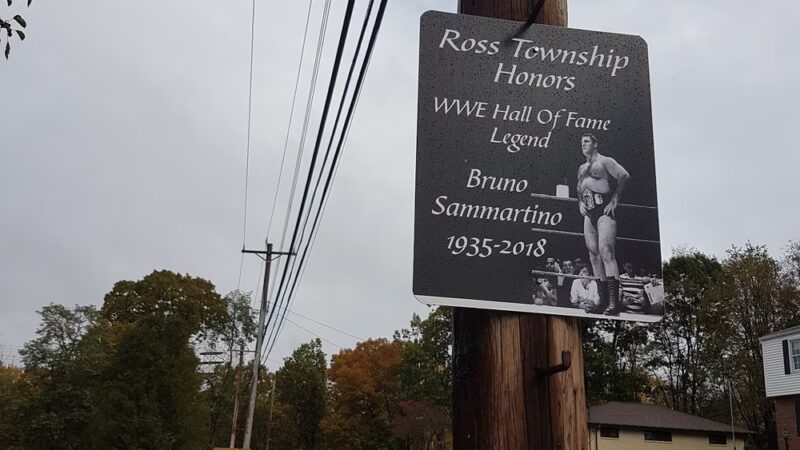 Ross Township
Honors
WWE Hall Of Fame
Legend
Bruno
Sammartino
1935-2018